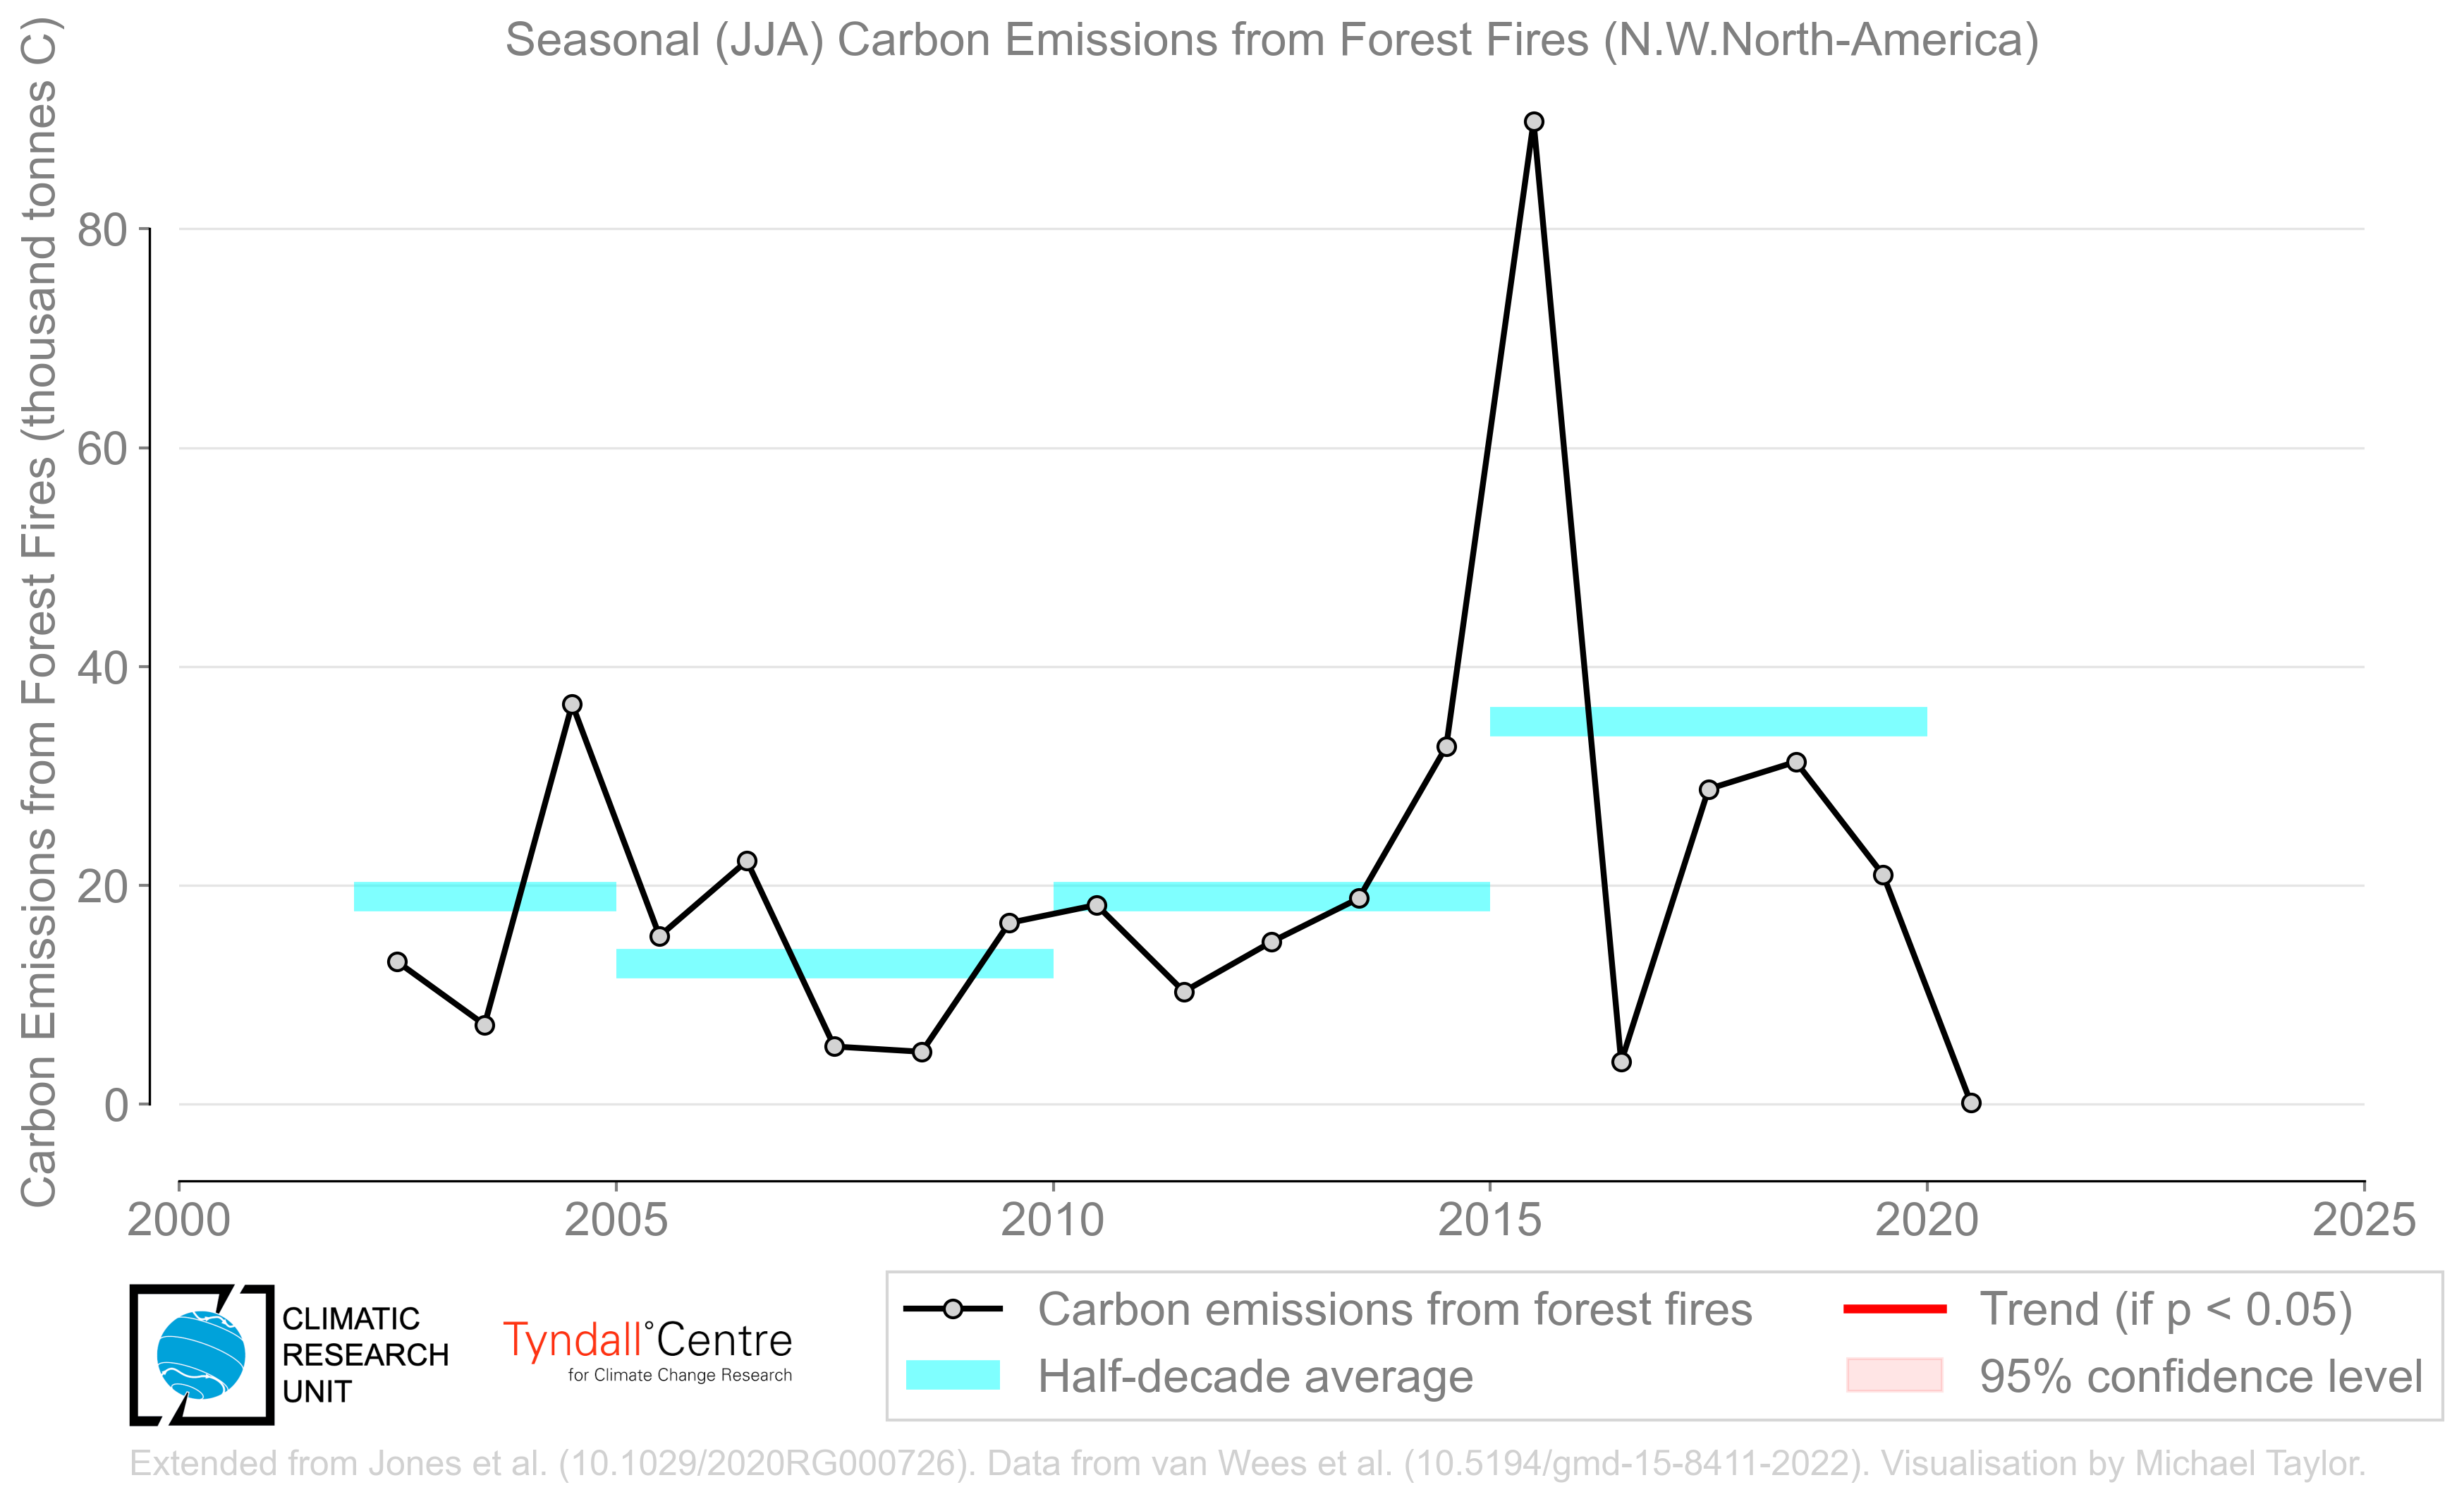 Seasonal (JJA) Carbon Emissions from Forest Fires (N.W.North-America)
Carbon Emissions from Forest Fires (thousand tonnes C)
80
60
40
20
0
2000
2005
2010
2015
2020
2025
CLIMATIC
RESEARCH
UNIT
Tyndall°Centre
for Climate Change Research
Carbon emissions from forest fires
Half-decade average
Trend (if p < 0.05)
95% confidence level
Extended from Jones et al. (10.1029/2020RG000726). Data from van Wees et al. (10.5194/gmd-15-8411-2022). Visualisation by Michael Taylor.